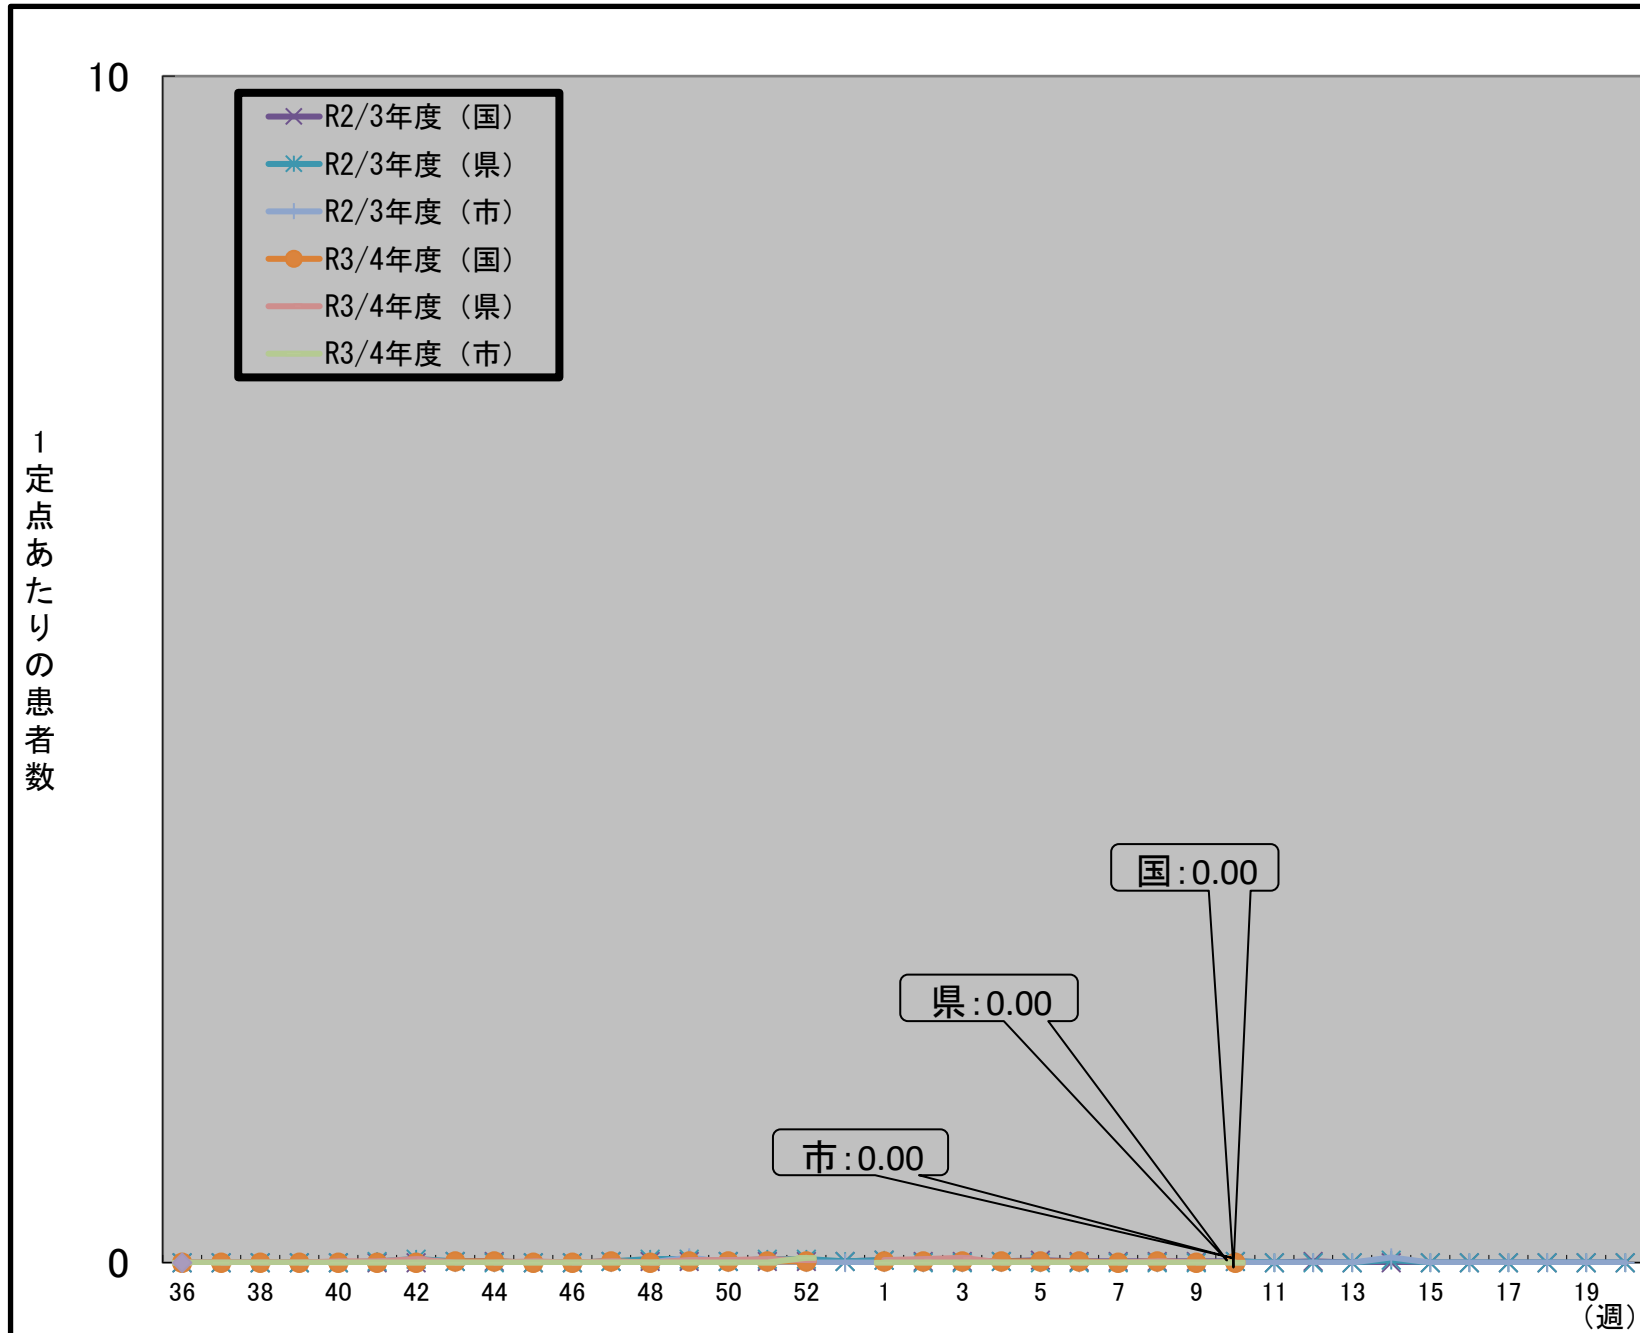 10
R2/3年度（国）
R2/3年度（県）
R2/3年度（市）
R3/4年度（国）
R3/4年度（県）
R3/4年度（市）
1定点あたりの患者数
国:0.00
県:0.00
市:0.00
0
36 38 40 42 44 46 48 50 52 1 3 5 7 9 11 13 15 17 19
（週）